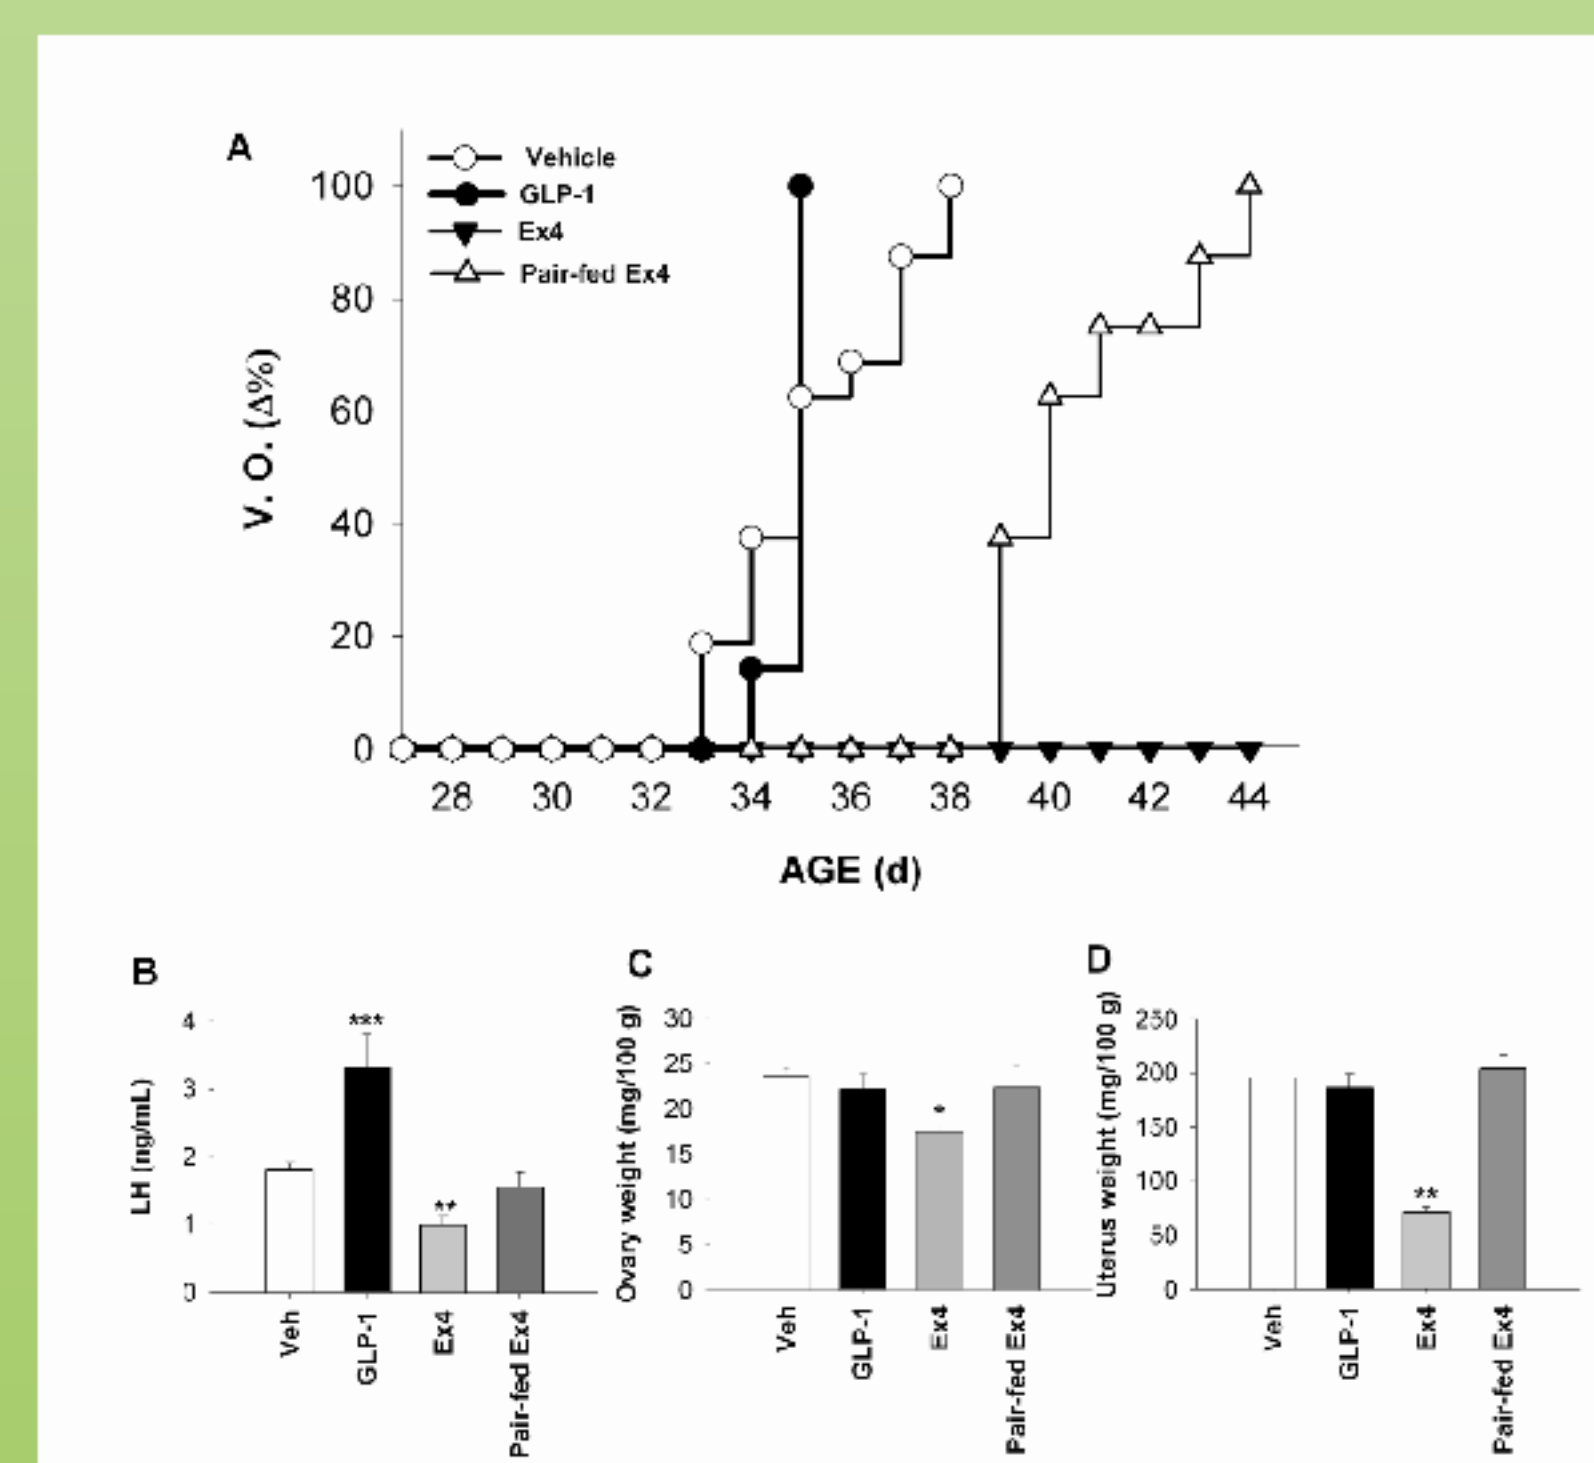 A
Vehicle
GLP-1
Ex4
Pair-fed Ex4
100
80
60
40
20
0
V. O. (Δ%)
28 30 32 34 36 38 40 42 44
AGE (d)
B
***
**
4
3
2
1
0
LH (ng/mL)
Veh
GLP-1
Ex4
Pair-fed Ex4
C
*
30
25
20
15
10
5
0
Ovary weight (mg/100 g)
Veh
GLP-1
Ex4
Pair-fed Ex4
D
**
250
200
150
100
50
0
Uterus weight (mg/100 g)
Veh
GLP-1
Ex4
Pair-fed Ex4